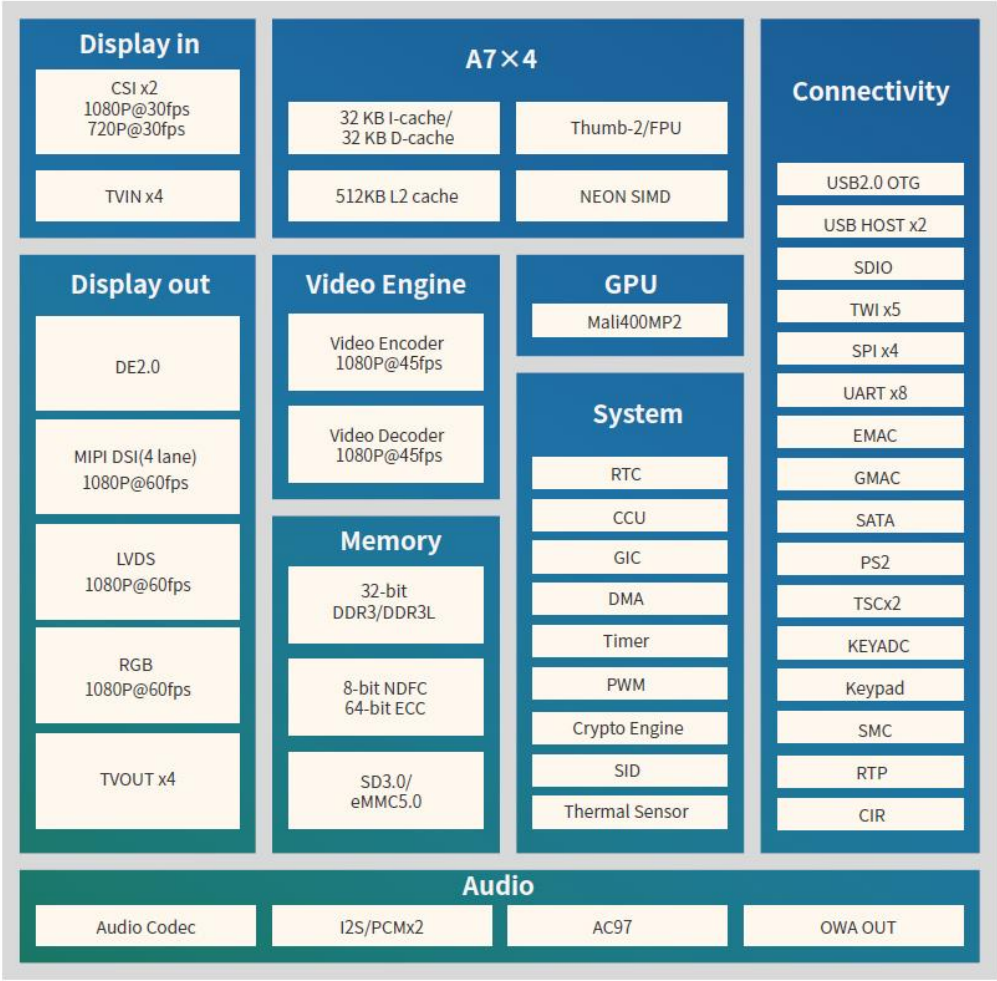 Display in
CSI x2
1080P@30fps
720P@30fps
TVIN x4
A7×4
32 KB I-cache/
32 KB D-cache
Thumb-2/FPU
512KB L2 cache
NEON SIMD
Connectivity
USB2.0 OTG
USB HOST x2
SDIO
TWI x5
SPI x4
UART x8
EMAC
GMAC
SATA
PS2
TSCx2
KEYADC
Keypad
SMC
RTP
CIR
Display out
DE2.0
MIPI DSI(4 lane)
1080P@60fps
LVDS
1080P@60fps
RGB
1080P@60fps
TVOUT x4
Video Engine
Video Encoder
1080P@45fps
Video Decoder
1080P@45fps
GPU
Mali400MP2
Memory
32-bit
DDR3/DDR3L
8-bit NDFC
64-bit ECC
SD3.0/
eMMC5.0
System
RTC
CCU
GIC
DMA
Timer
PWM
Crypto Engine
SID
Thermal Sensor
Audio
Audio Codec
I2S/PCMx2
AC97
OWA OUT